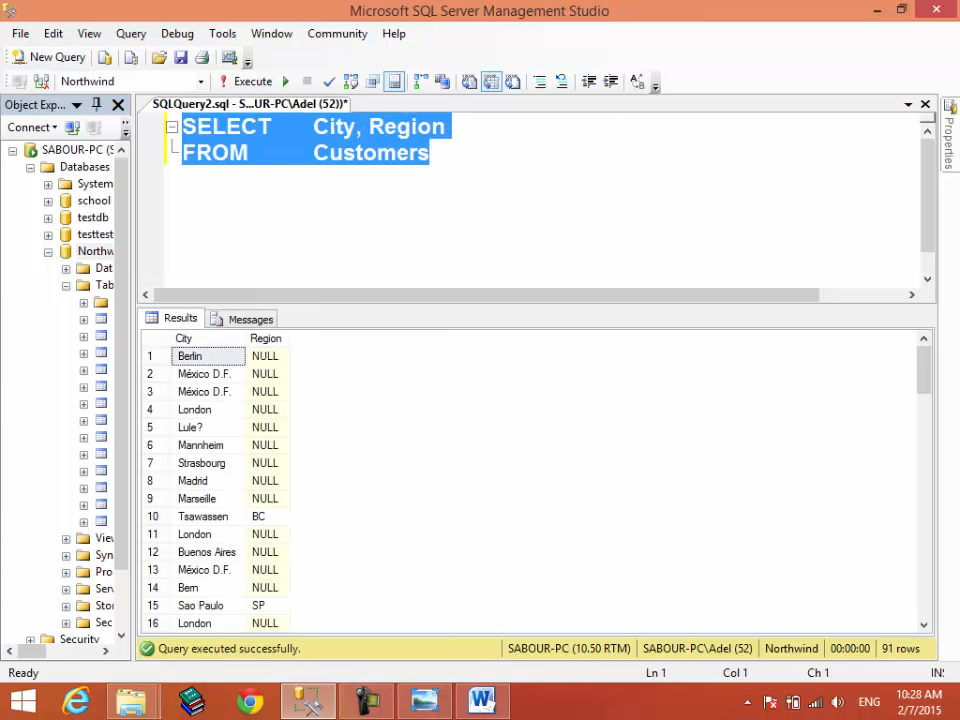 Microsoft SQL Server Management Studio
File Edit View Query Debug Tools Window Community Help
New Query
Northwind Execute
Object Exp...
SQLQuery2.sql - S...UR-PC\Adel (52))*
Connect
SABOUR-PC (S
Databases
System
school
testdb
testtest
Northw
Dat
Tab
Viev
Syn
Pro
Ser
Sto
Sec
Security
SELECT City, Region
FROM Customers
Properties
Results Messages
City Region
1 Berlin NULL
2 México D.F. NULL
3 México D.F. NULL
4 London NULL
5 Lule? NULL
6 Mannheim NULL
7 Strasbourg NULL
8 Madrid NULL
9 Marseille NULL
10 Tsawassen BC
11 London NULL
12 Buenos Aires NULL
13 México D.F. NULL
14 Bern NULL
15 Sao Paulo SP
16 London NULL
Query executed successfully. SABOUR-PC (10.50 RTM) SABOUR-PC\Adel (52) Northwind 00:00:00 91 rows
Ready Ln 1 Col 1 Ch 1 INS
ENG
10:28 AM
2/7/2015